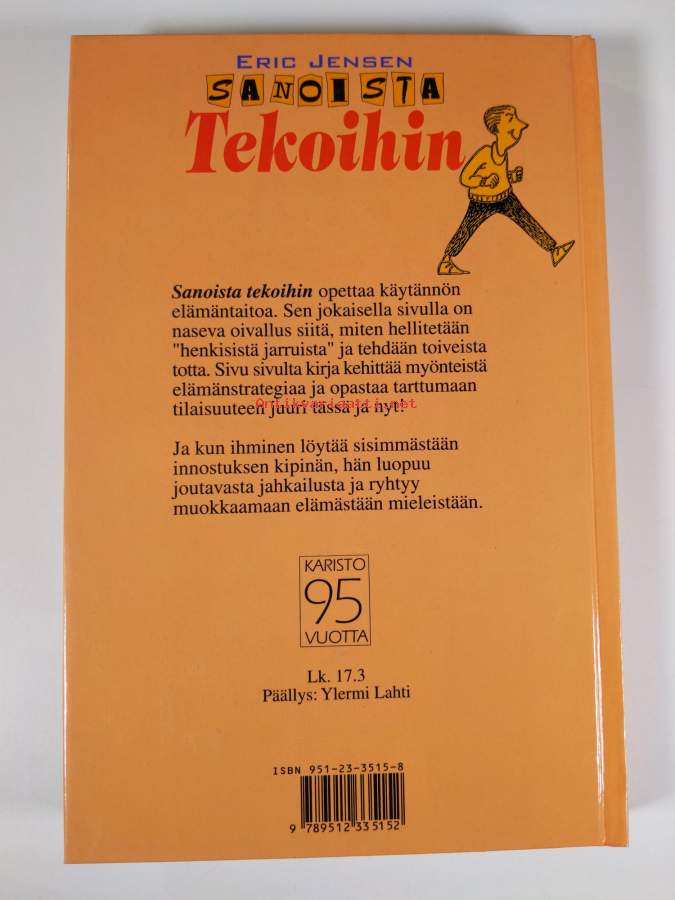 ERIC JENSEN
SANOISTA
Tekoihin
Sanoista tekoihin opettaa käytännön
elämäntaitoa. Sen jokaisella sivulla on
naseva oivallus siitä, miten hellitetään
"henkisistä jarruista" ja tehdään toiveista
totta. Sivu sivulta kirja kehittää myönteistä
elämänstrategiaa ja opastaa tarttumaan
tilaisuuteen juuri tässä ja nyt!
Antikvariaatti.net
Ja kun ihminen löytää sisimmästään
innostuksen kipinän, hän luopuu
joutavasta jahkailusta ja ryhtyy
muokkaamaan elämästään mieleistään.
KARISTO
95
VUOTTA
Lk. 17.3
Päällys: Ylermi Lahti
ISBN 951-23-3515-8
9 789512 335152